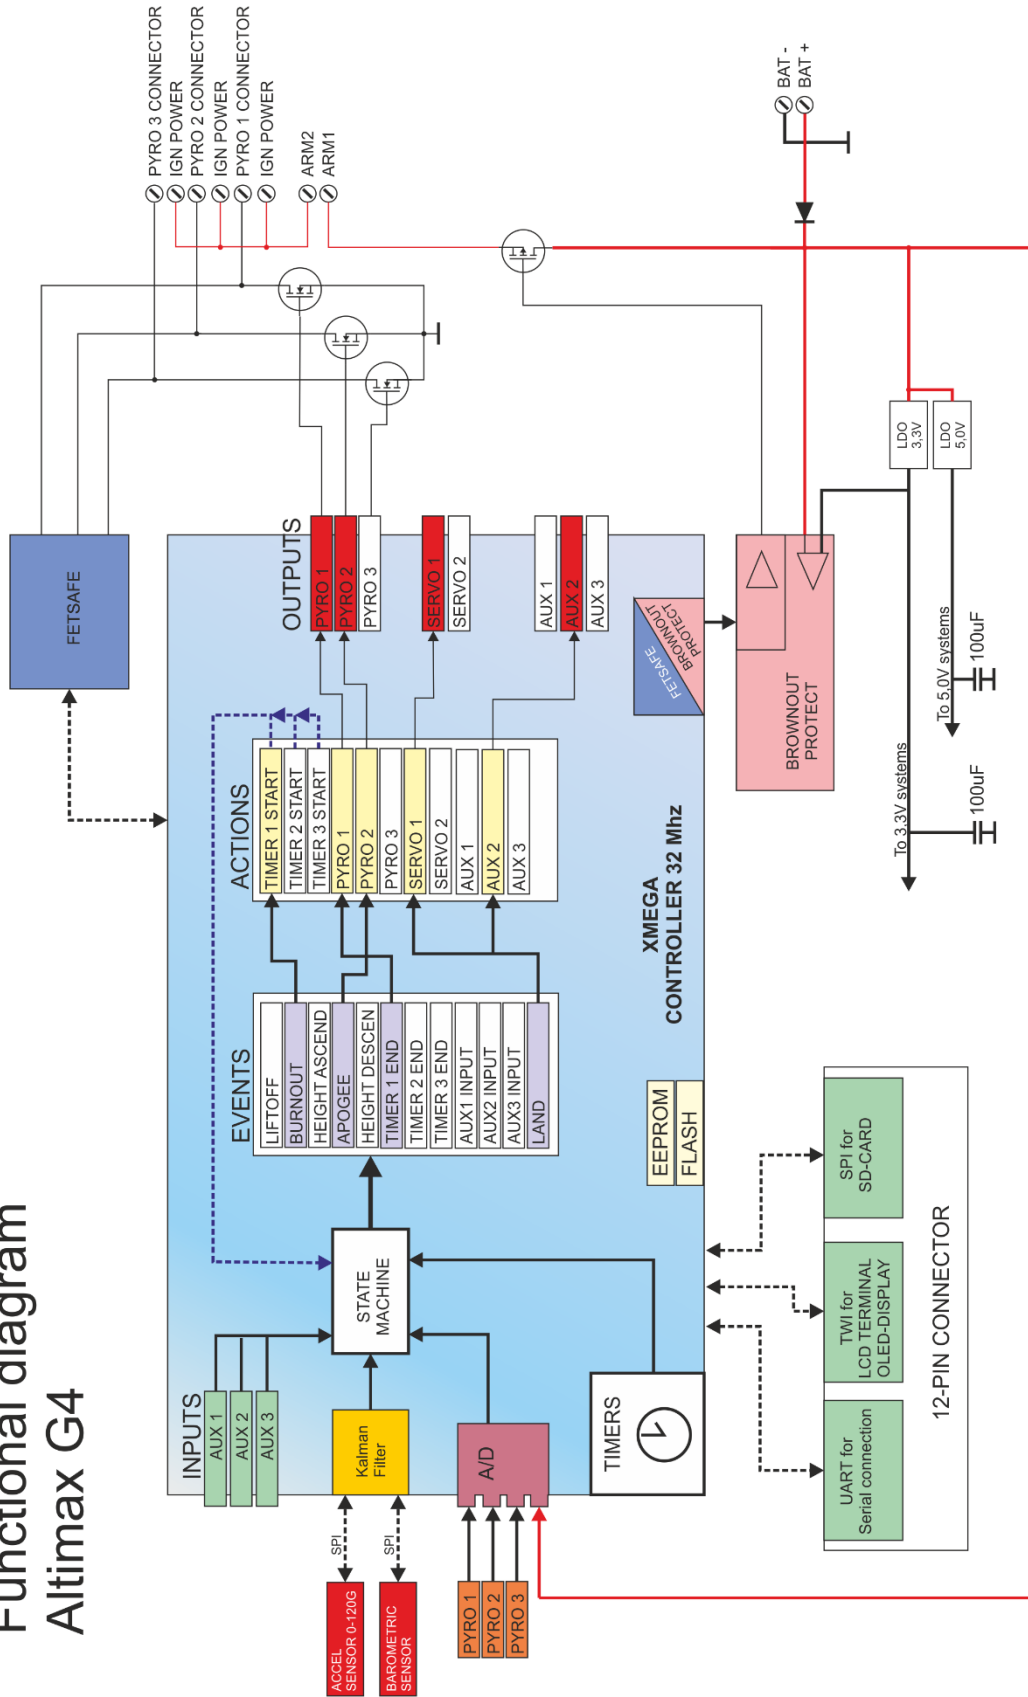 Functional diagram
Altimax G4
PYRO 3 CONNECTOR
IGN POWER
PYRO 2 CONNECTOR
IGN POWER
PYRO 1 CONNECTOR
IGN POWER
ARM2
ARM1
BAT -
BAT +
FETSAFE
OUTPUTS
PYRO 1
PYRO 2
PYRO 3
SERVO 1
SERVO 2
AUX 1
AUX 2
AUX 3
ACTIONS
TIMER 1 START
TIMER 2 START
TIMER 3 START
PYRO 1
PYRO 2
PYRO 3
SERVO 1
SERVO 2
AUX 1
AUX 2
AUX 3
EVENTS
LIFTOFF
BURNOUT
HEIGHT ASCEND
APOGEE
HEIGHT DESCEN
TIMER 1 END
TIMER 2 END
TIMER 3 END
AUX1 INPUT
AUX2 INPUT
AUX3 INPUT
LAND
STATE
MACHINE
INPUTS
AUX 1
AUX 2
AUX 3
Kalman
Filter
A/D
TIMERS
SPI
SPI
ACCEL
SENSOR 0-120G
BAROMETRIC
SENSOR
PYRO 1
PYRO 2
PYRO 3
XMEGA
CONTROLLER 32 Mhz
EEPROM
FLASH
FETSAFE
BROWNOUT
PROTECT
BROWNOUT
PROTECT
LDO
3,3V
LDO
5,0V
To 3,3V systems
To 5,0V systems
100uF
100uF
UART for
Serial connection
TWI for
LCD TERMINAL
OLED-DISPLAY
SPI for
SD-CARD
12-PIN CONNECTOR